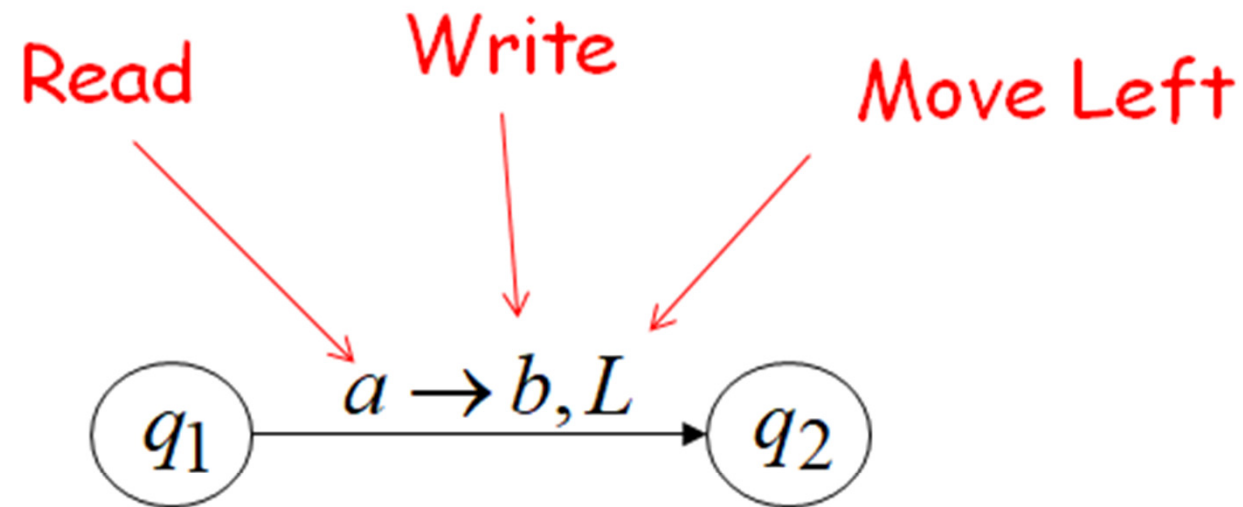 Read
Write
Move Left
a → b, L
q₁
q₂